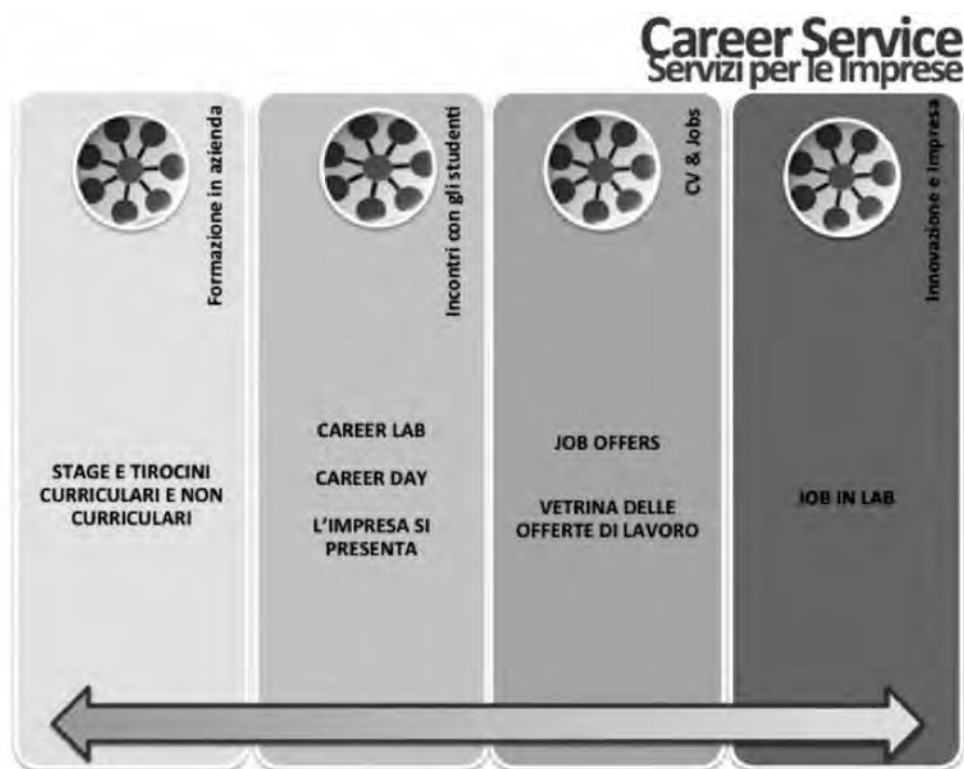 Career Service
Servizi per le Imprese
Formazione in azienda
STAGE E TIROCINI
CURRICULARI E NON
CURRICULARI
Incontri con gli studenti
CAREER LAB
CAREER DAY
L'IMPRESA SI
PRESENTA
CV & Jobs
JOB OFFERS
VETRINA DELLE
OFFERTE DI LAVORO
Innovazione e Impresa
JOB IN LAB